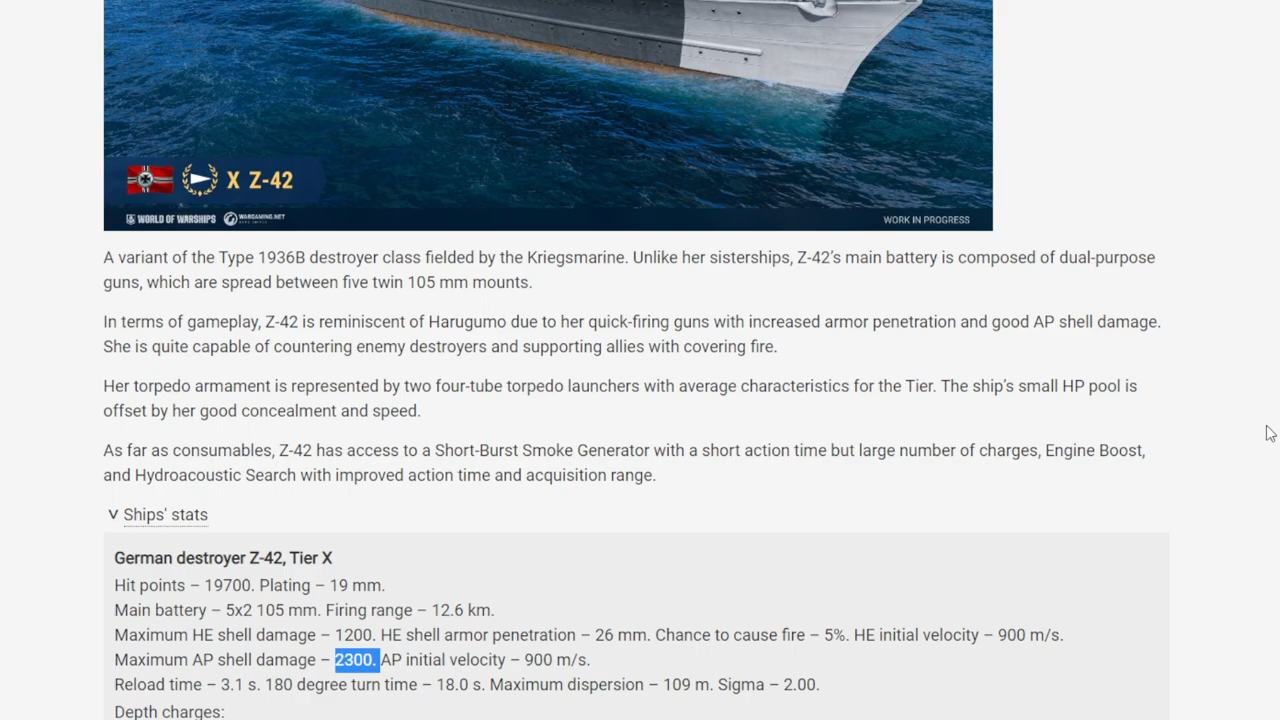 X Z-42
WORLD OF WARSHIPS WARGAMING.NET WORK IN PROGRESS
A variant of the Type 1936B destroyer class fielded by the Kriegsmarine. Unlike her sisterships, Z-42’s main battery is composed of dual-purpose
guns, which are spread between five twin 105 mm mounts.
In terms of gameplay, Z-42 is reminiscent of Harugumo due to her quick-firing guns with increased armor penetration and good AP shell damage.
She is quite capable of countering enemy destroyers and supporting allies with covering fire.
Her torpedo armament is represented by two four-tube torpedo launchers with average characteristics for the Tier. The ship’s small HP pool is
offset by her good concealment and speed.
As far as consumables, Z-42 has access to a Short-Burst Smoke Generator with a short action time but large number of charges, Engine Boost,
and Hydroacoustic Search with improved action time and acquisition range.
Ships' stats
German destroyer Z-42, Tier X
Hit points – 19700. Plating – 19 mm.
Main battery – 5x2 105 mm. Firing range – 12.6 km.
Maximum HE shell damage – 1200. HE shell armor penetration – 26 mm. Chance to cause fire – 5%. HE initial velocity – 900 m/s.
Maximum AP shell damage – 2300. AP initial velocity – 900 m/s.
Reload time – 3.1 s. 180 degree turn time – 18.0 s. Maximum dispersion – 109 m. Sigma – 2.00.
Depth charges: